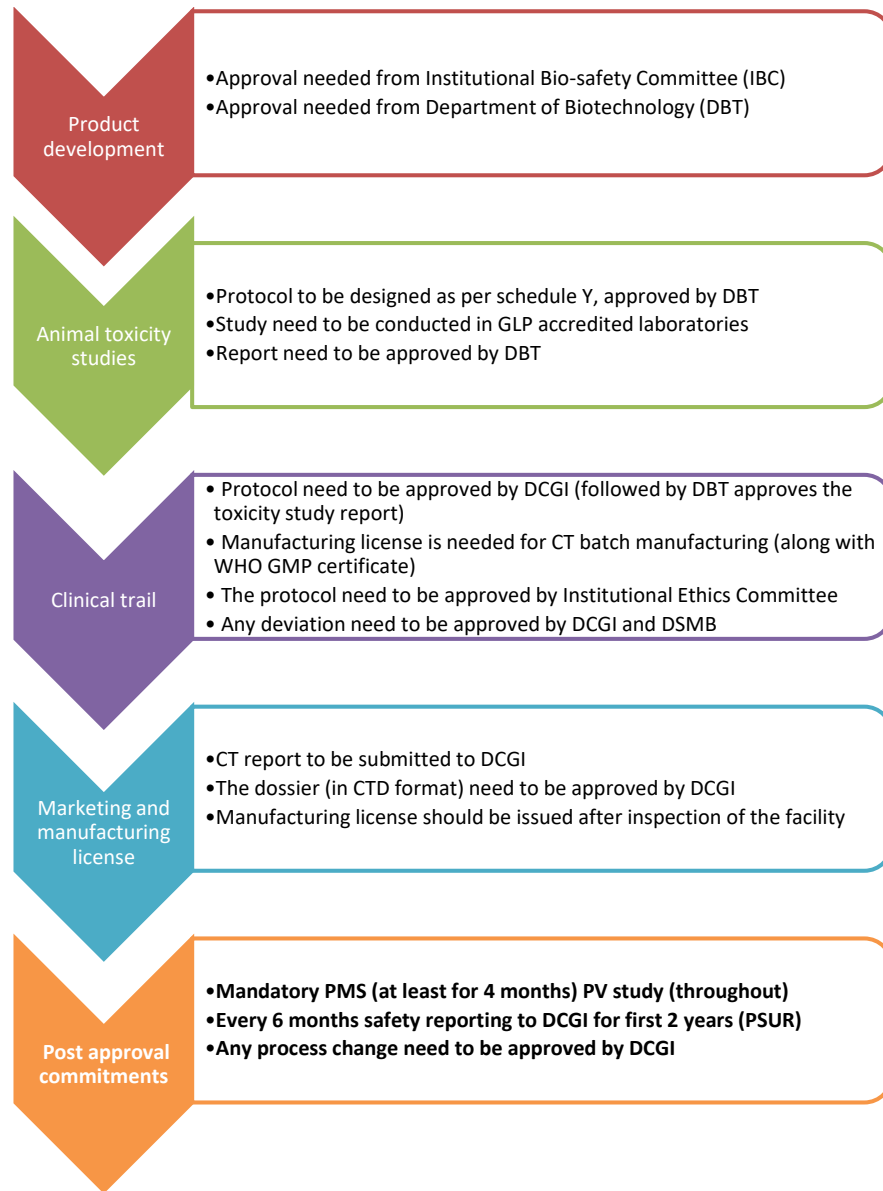 Product
development
•Approval needed from Institutional Bio-safety Committee (IBC)
•Approval needed from Department of Biotechnology (DBT)
Animal toxicity
studies
•Protocol to be designed as per schedule Y, approved by DBT
•Study need to be conducted in GLP accredited laboratories
•Report need to be approved by DBT
Clinical trail
• Protocol need to be approved by DCGI (followed by DBT approves the
toxicity study report)
• Manufacturing license is needed for CT batch manufacturing (along with
WHO GMP certificate)
• The protocol need to be approved by Institutional Ethics Committee
• Any deviation need to be approved by DCGI and DSMB
Marketing and
manufacturing
license
•CT report to be submitted to DCGI
•The dossier (in CTD format) need to be approved by DCGI
•Manufacturing license should be issued after inspection of the facility
Post approval
commitments
•Mandatory PMS (at least for 4 months) PV study (throughout)
•Every 6 months safety reporting to DCGI for first 2 years (PSUR)
•Any process change need to be approved by DCGI